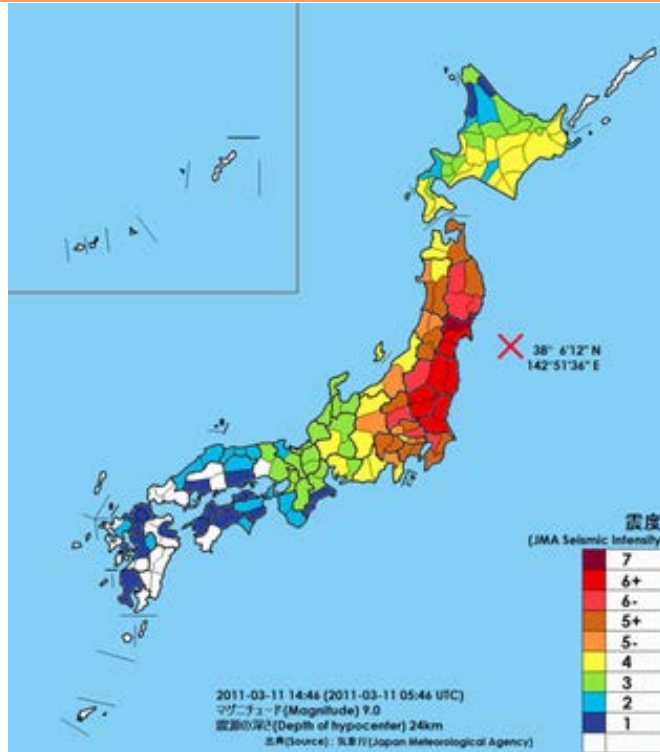 38° 6'12" N
142°51'36" E
震度
(JMA Seismic Intensity)
7
6+
6-
5+
5-
4
3
2
1
2011-03-11 14:46 (2011-03-11 05:46 UTC)
マグニチュード(Magnitude) 9.0
震源の深さ(Depth of hypocenter) 24km
出典(Source) : 気象庁(Japan Meteorological Agency)